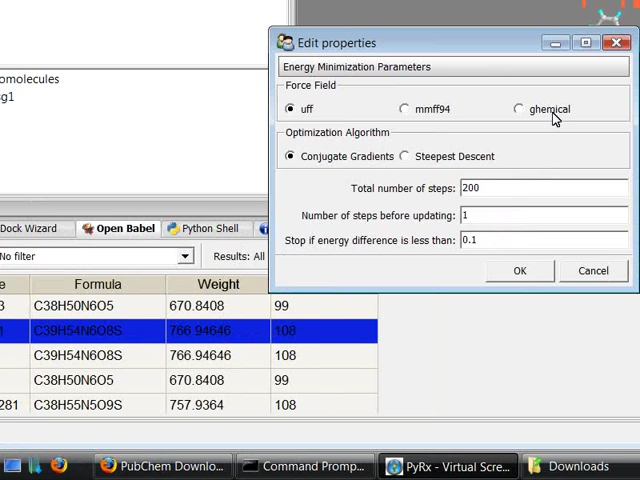 Edit properties
omolecules
Energy Minimization Parameters
g1
Force Field
uff mmff94 ghemical
Optimization Algorithm
Conjugate Gradients Steepest Descent
Total number of steps: 200
Number of steps before updating: 1
Stop if energy difference is less than: 0.1
OK Cancel
Dock Wizard Open Babel Python Shell
No filter Results: All
e Formula Weight
3 C38H50N6O5 670.8408 99
1 C39H54N6O8S 766.94646 108
C39H54N6O8S 766.94646 108
C38H50N6O5 670.8408 99
281 C38H55N5O9S 757.9364 108
PubChem Downlo... Command Promp... PyRx - Virtual Scre... Downloads